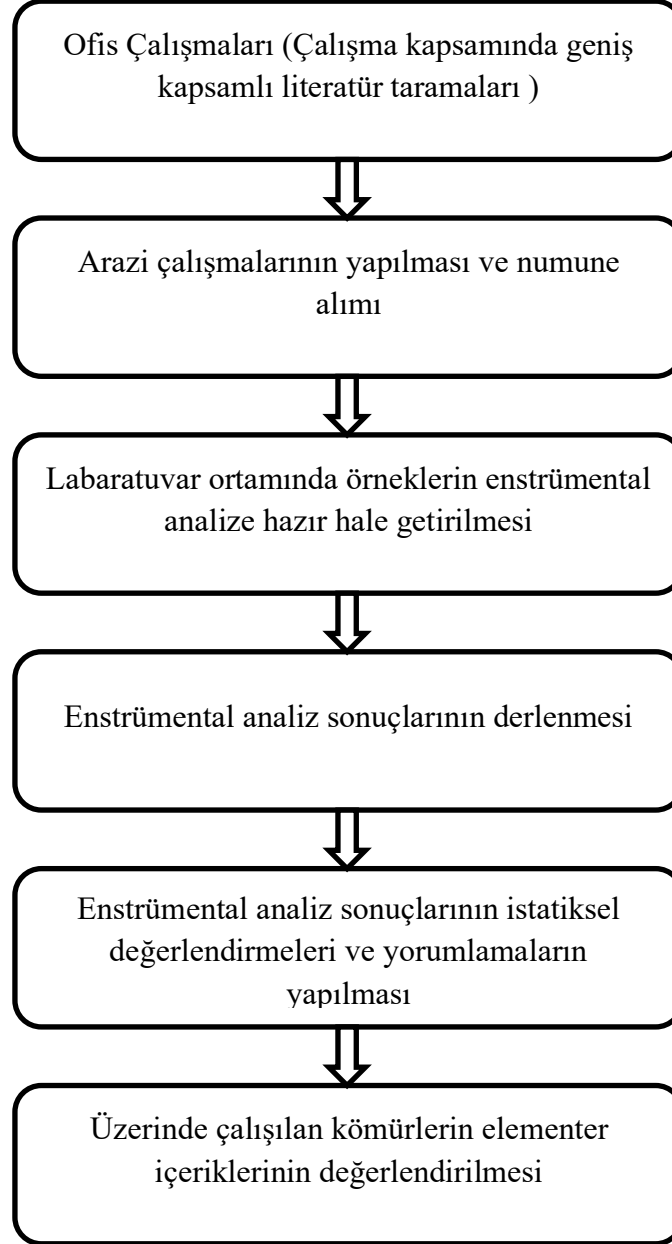 Ofis Çalışmaları (Çalışma kapsamında geniş
kapsamlı literatür taramaları )
Arazi çalışmalarının yapılması ve numune
alımı
Labaratuvar ortamında örneklerin enstrümental
analize hazır hale getirilmesi
Enstrümental analiz sonuçlarının derlenmesi
Enstrümental analiz sonuçlarının istatiksel
değerlendirmeleri ve yorumlamaların
yapılması
Üzerinde çalışılan kömürlerin elementer
içeriklerinin değerlendirilmesi